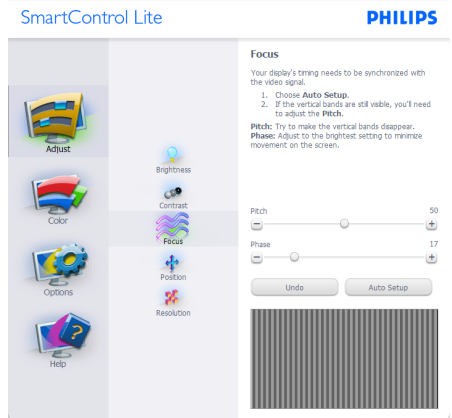 SmartControl Lite
PHILIPS
Adjust
Color
Options
Help
Brightness
Contrast
Focus
Position
Resolution
Focus
Your display's timing needs to be synchronized with
the video signal.
1. Choose Auto Setup.
2. If the vertical bands are still visible, you'll need
to adjust the Pitch.
Pitch: Try to make the vertical bands disappear.
Phase: Adjust to the brightest setting to minimize
movement on the screen.
Pitch 50
Phase 17
Undo Auto Setup